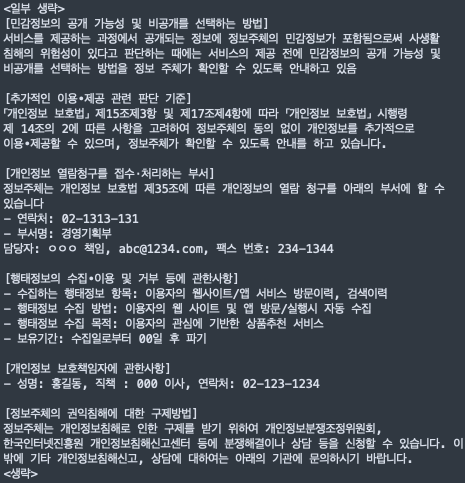 <일부 생략>
[민감정보의 공개 가능성 및 비공개를 선택하는 방법]
서비스를 제공하는 과정에서 공개되는 정보에 정보주체의 민감정보가 포함됨으로써 사생활
침해의 위험성이 있다고 판단하는 때에는 서비스의 제공 전에 민감정보의 공개 가능성 및
비공개를 선택하는 방법을 정보 주체가 확인할 수 있도록 안내하고 있음
[추가적인 이용•제공 관련 판단 기준]
「개인정보 보호법」 제15조제3항 및 제17조제4항에 따라 「개인정보 보호법」 시행령
제 14조의 2에 따른 사항을 고려하여 정보주체의 동의 없이 개인정보를 추가적으로
이용•제공할 수 있으며, 정보주체가 확인할 수 있도록 안내를 하고 있습니다.
[개인정보 열람청구를 접수·처리하는 부서]
정보주체는 개인정보 보호법 제35조에 따른 개인정보의 열람 청구를 아래의 부서에 할 수
있습니다
- 연락처: 02-1313-131
- 부서명: 경영기획부
담당자: ㅇㅇㅇ 책임, abc@1234.com, 팩스 번호: 234-1344
[행태정보의 수집•이용 및 거부 등에 관한사항]
- 수집하는 행태정보 항목: 이용자의 웹사이트/앱 서비스 방문이력, 검색이력
- 행태정보 수집 방법: 이용자의 웹 사이트 및 앱 방문/실행시 자동 수집
- 행태정보 수집 목적: 이용자의 관심에 기반한 상품추천 서비스
- 보유기간: 수집일로부터 00일 후 파기
[개인정보 보호책임자에 관한사항]
- 성명: 홍길동, 직책 : 000 이사, 연락처: 02-123-1234
[정보주체의 권익침해에 대한 구제방법]
정보주체는 개인정보침해로 인한 구제를 받기 위하여 개인정보분쟁조정위원회,
한국인터넷진흥원 개인정보침해신고센터 등에 분쟁해결이나 상담 등을 신청할 수 있습니다. 이
밖에 기타 개인정보침해신고, 상담에 대하여는 아래의 기관에 문의하시기 바랍니다.
<생략>